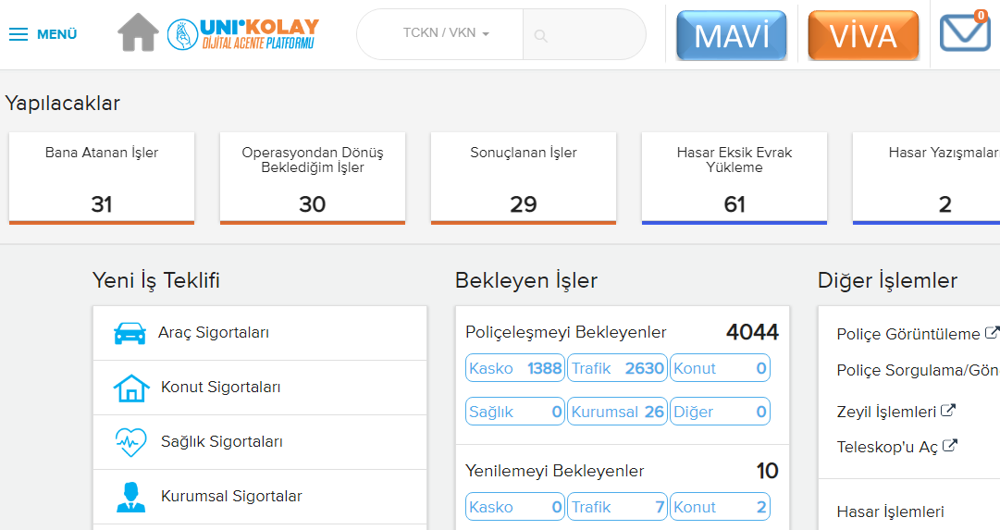 MENÜ
UNI•KOLAY
DİJİTAL ACENTE PLATFORMU
TCKN / VKN
MAVİ
VİVA
0
Yapılacaklar
Bana Atanan İşler
31
Operasyondan Dönüş
Beklediğim İşler
30
Sonuçlanan İşler
29
Hasar Eksik Evrak
Yükleme
61
Hasar Yazışmaları
2
Yeni İş Teklifi
Araç Sigortaları
Konut Sigortaları
Sağlık Sigortaları
Kurumsal Sigortalar
Bekleyen İşler
Poliçeleşmeyi Bekleyenler 4044
Kasko 1388 Trafik 2630 Konut 0
Sağlık 0 Kurumsal 26 Diğer 0
Yenilemeyi Bekleyenler 10
Kasko 0 Trafik 7 Konut 2
Diğer İşlemler
Poliçe Görüntüleme
Poliçe Sorgulama/Gön
Zeyil İşlemleri
Teleskop'u Aç
Hasar İşlemleri